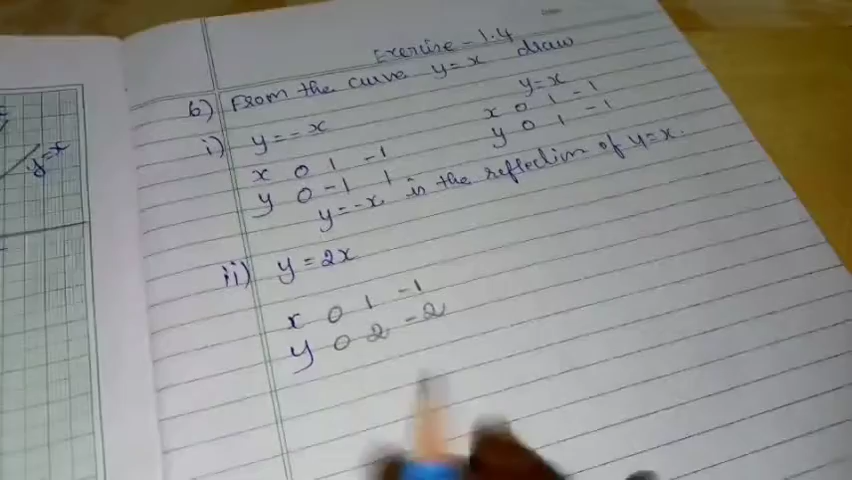 Exercise - 1.4
6) From the curve y=x draw
i) y=-x y=x
x 0 1 -1 x 0 1 -1
y 0 -1 1 y 0 1 -1
y=-x is the reflection of y=x.
ii) y=2x
x 0 1 -1
y 0 2 -2
y=x